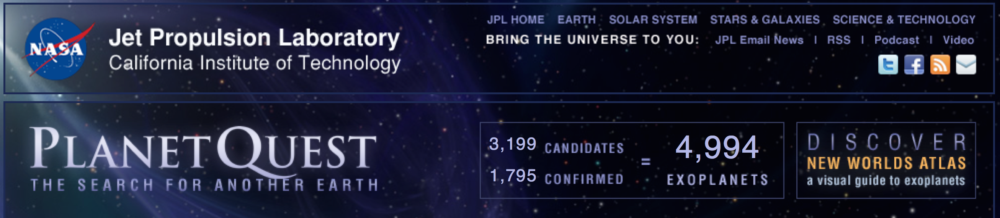 NASA
Jet Propulsion Laboratory
California Institute of Technology
JPL HOME EARTH SOLAR SYSTEM STARS & GALAXIES SCIENCE & TECHNOLOGY
BRING THE UNIVERSE TO YOU: JPL Email News | RSS | Podcast | Video
PLANETQUEST
THE SEARCH FOR ANOTHER EARTH
3,199 CANDIDATES
1,795 CONFIRMED
=
4,994
EXOPLANETS
DISCOVER
NEW WORLDS ATLAS
a visual guide to exoplanets